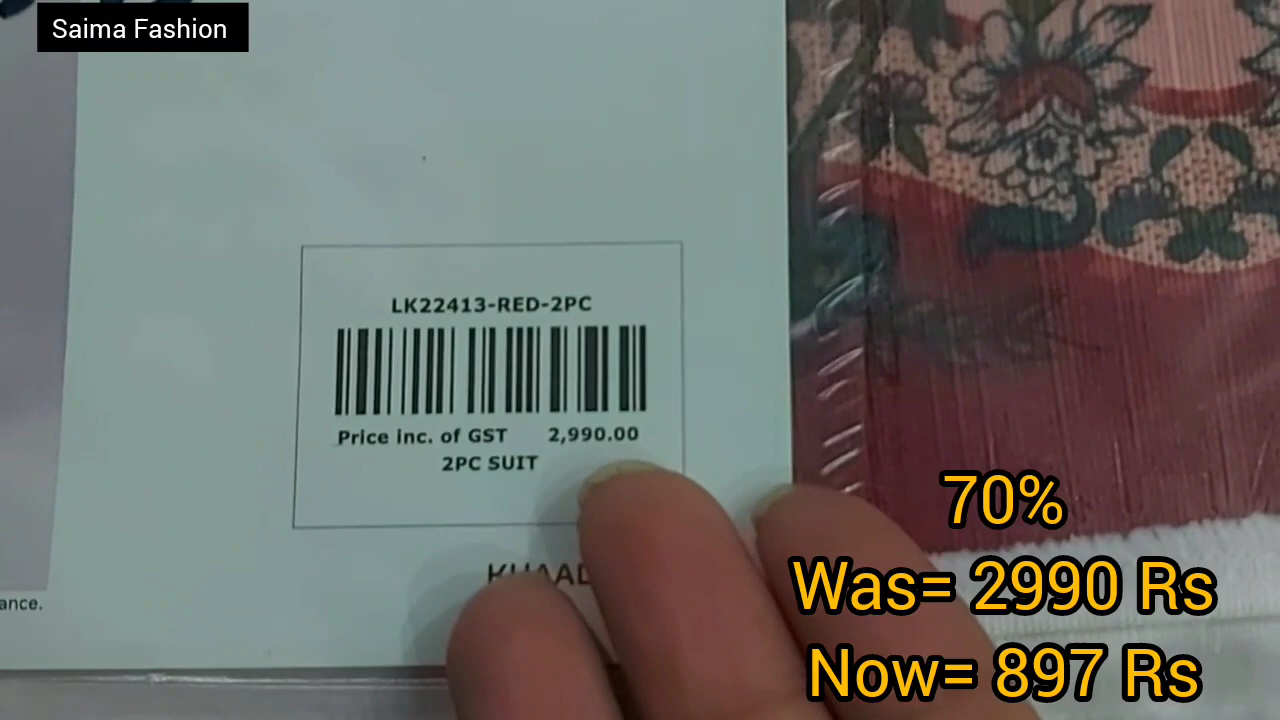 Saima Fashion
LK22413-RED-2PC
Price inc. of GST 2,990.00
2PC SUIT
ance.
70%
Was= 2990 Rs
Now= 897 Rs